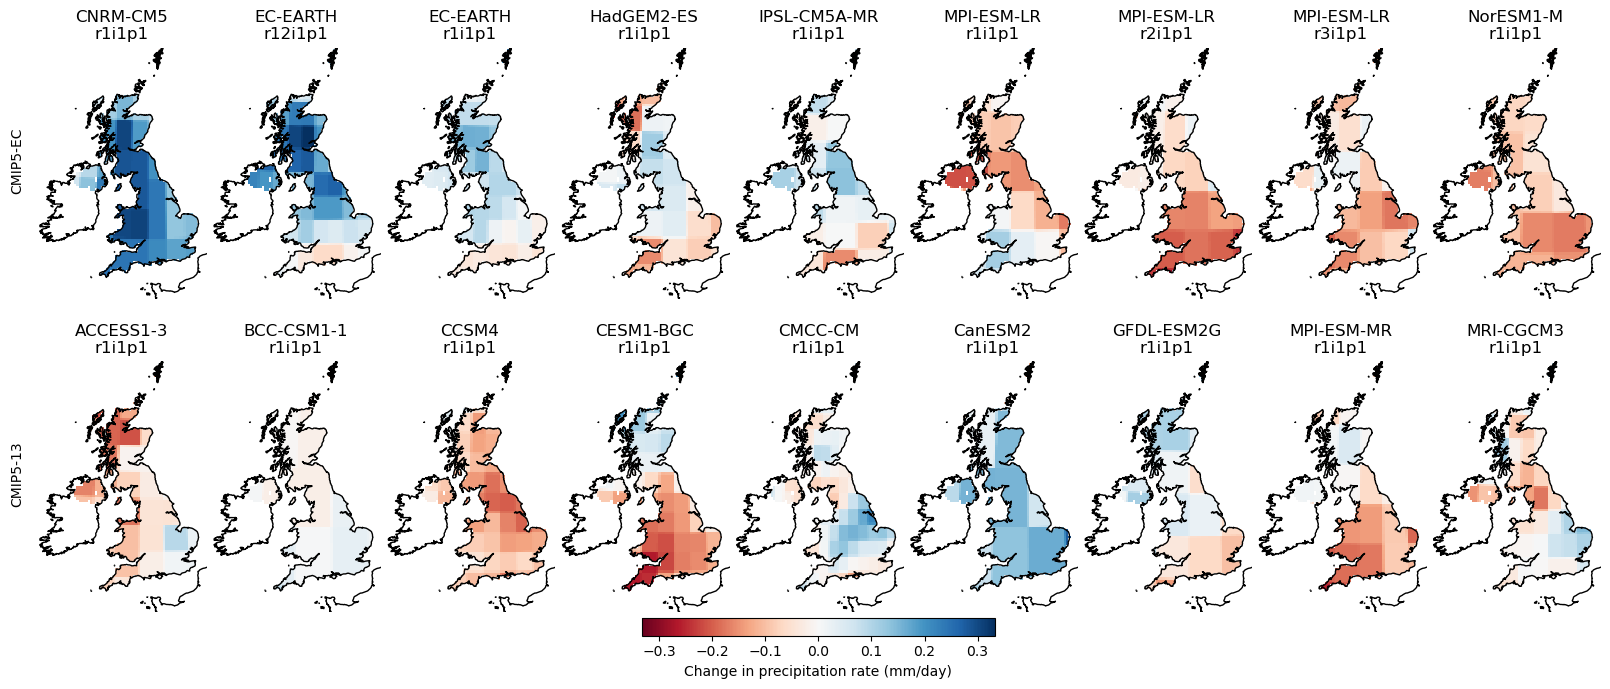 CNRM-CM5 EC-EARTH EC-EARTH HadGEM2-ES IPSL-CM5A-MR MPI-ESM-LR MPI-ESM-LR MPI-ESM-LR NorESM1-M
r1i1p1 r12i1p1 r1i1p1 r1i1p1 r1i1p1 r1i1p1 r2i1p1 r3i1p1 r1i1p1
CMIP5-EC
ACCESS1-3 BCC-CSM1-1 CCSM4 CESM1-BGC CMCC-CM CanESM2 GFDL-ESM2G MPI-ESM-MR MRI-CGCM3
r1i1p1 r1i1p1 r1i1p1 r1i1p1 r1i1p1 r1i1p1 r1i1p1 r1i1p1 r1i1p1
CMIP5-13
−0.3 −0.2 −0.1 0.0 0.1 0.2 0.3
Change in precipitation rate (mm/day)